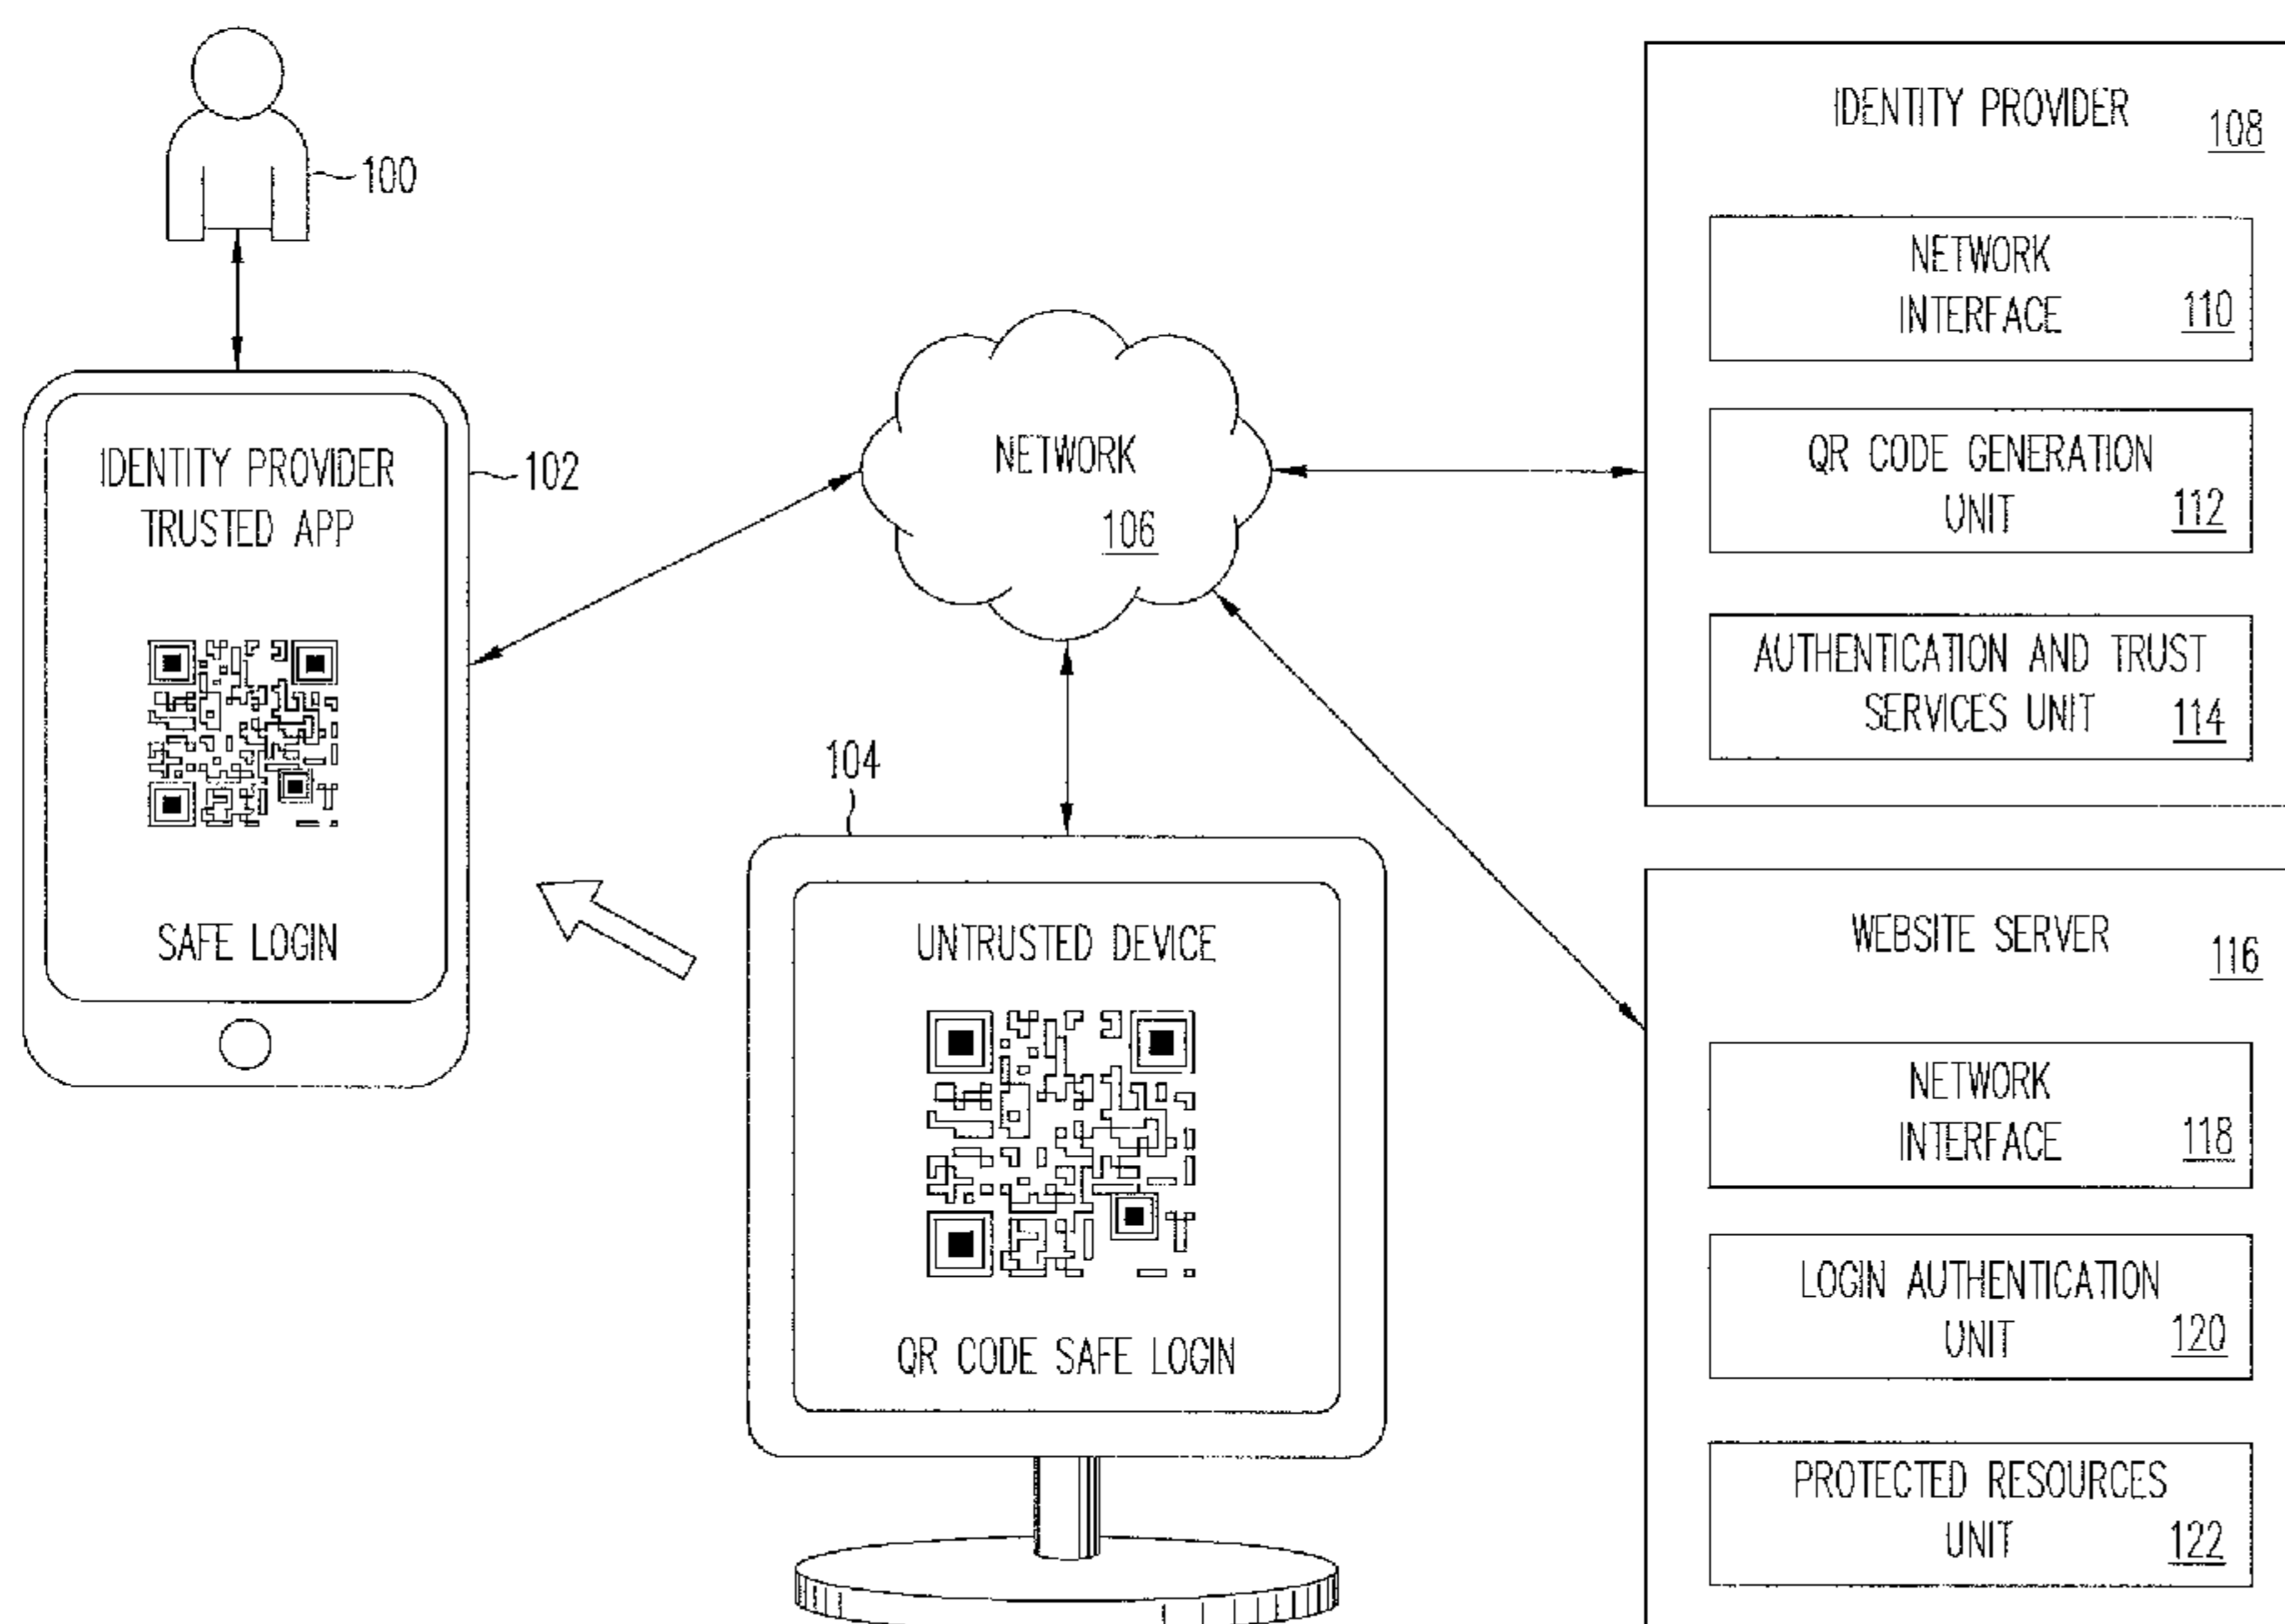 100
IDENTITY PROVIDER
TRUSTED APP
102
SAFE LOGIN
NETWORK
106
104
UNTRUSTED DEVICE
QR CODE SAFE LOGIN
IDENTITY PROVIDER
108
NETWORK
INTERFACE 110
QR CODE GENERATION
UNIT 112
AUTHENTICATION AND TRUST
SERVICES UNIT 114
WEBSITE SERVER
116
NETWORK
INTERFACE 118
LOGIN AUTHENTICATION
UNIT 120
PROTECTED RESOURCES
UNIT 122